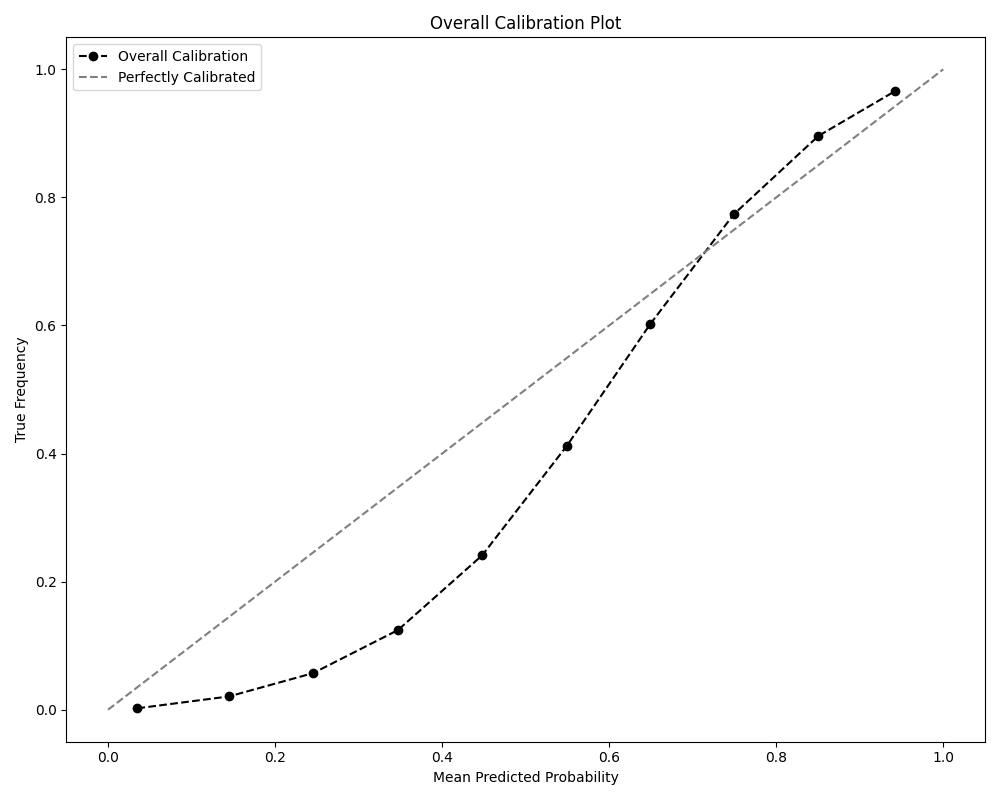 Overall Calibration Plot
Overall Calibration
Perfectly Calibrated
True Frequency
1.0
0.8
0.6
0.4
0.2
0.0
0.0 0.2 0.4 0.6 0.8 1.0
Mean Predicted Probability